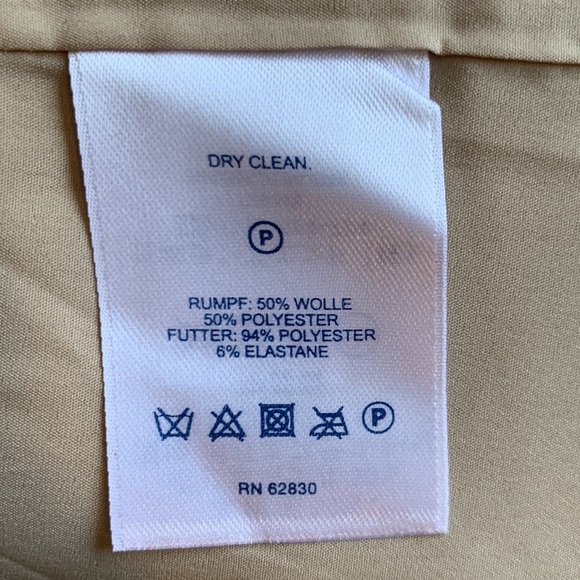 DRY CLEAN.
P
RUMPF: 50% WOLLE
50% POLYESTER
FUTTER: 94% POLYESTER
6% ELASTANE
P
RN 62830